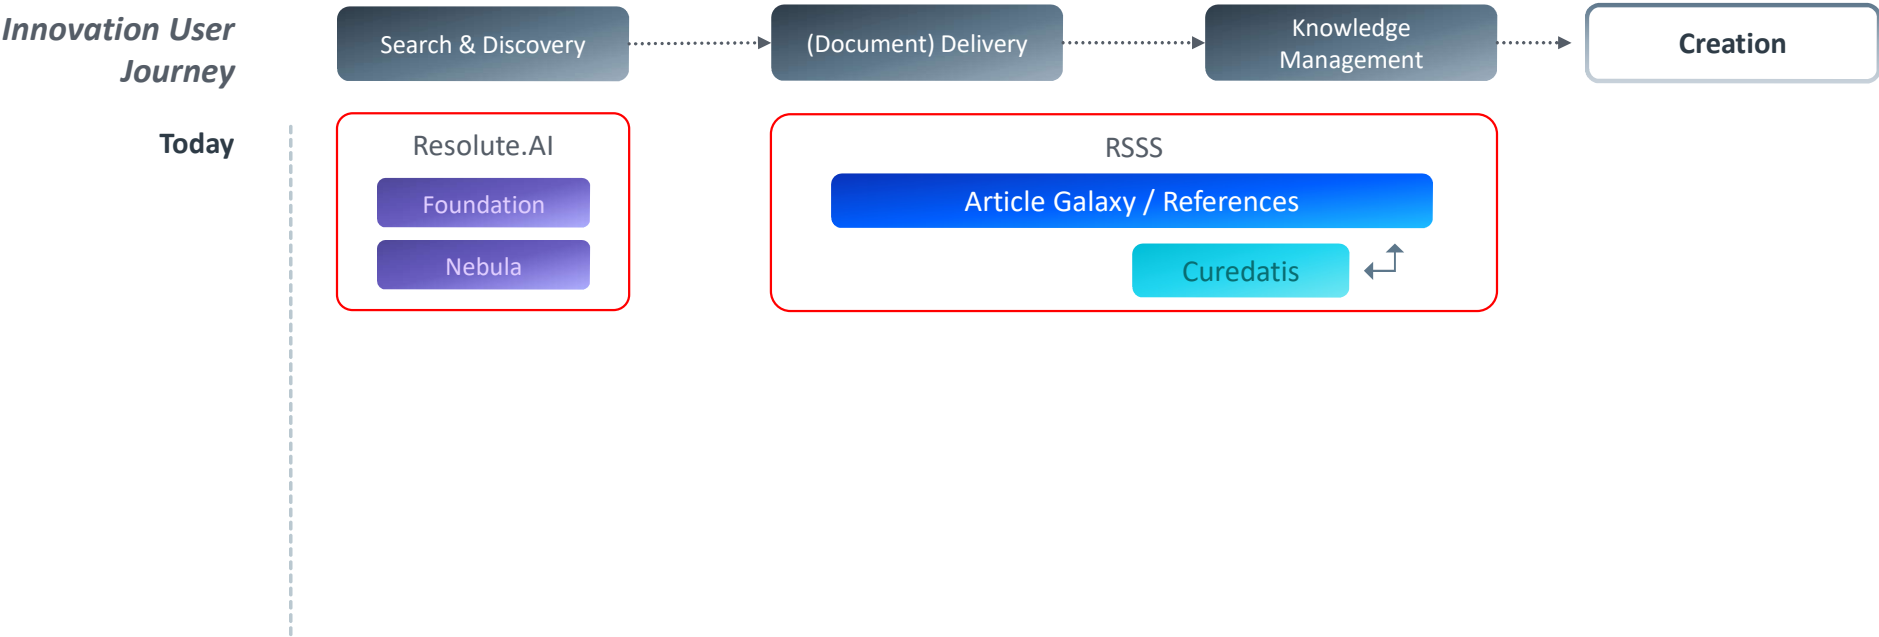 Innovation User
Journey
Search & Discovery
(Document) Delivery
Knowledge
Management
Creation
Today
Resolute.AI
Foundation
Nebula
RSSS
Article Galaxy / References
Curedatis